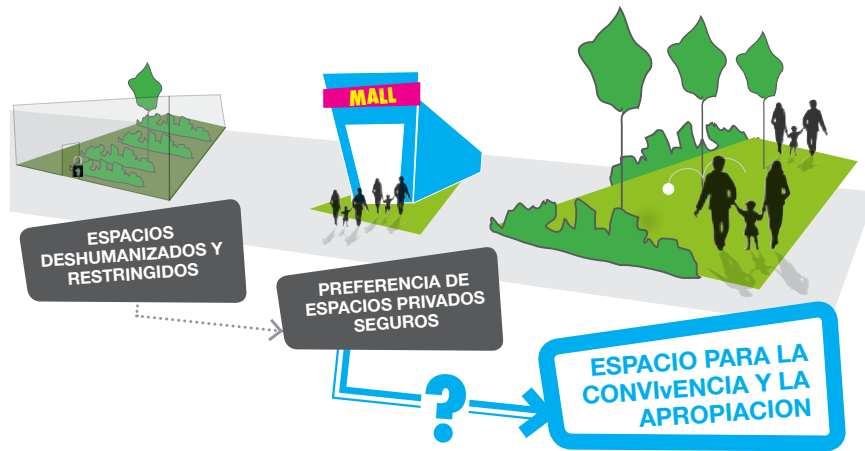 MALL
ESPACIOS
DESHUMANIZADOS Y
RESTRINGIDOS
PREFERENCIA DE
ESPACIOS PRIVADOS
SEGUROS
?
ESPACIO PARA LA
CONVIvENCIA Y LA
APROPIACION